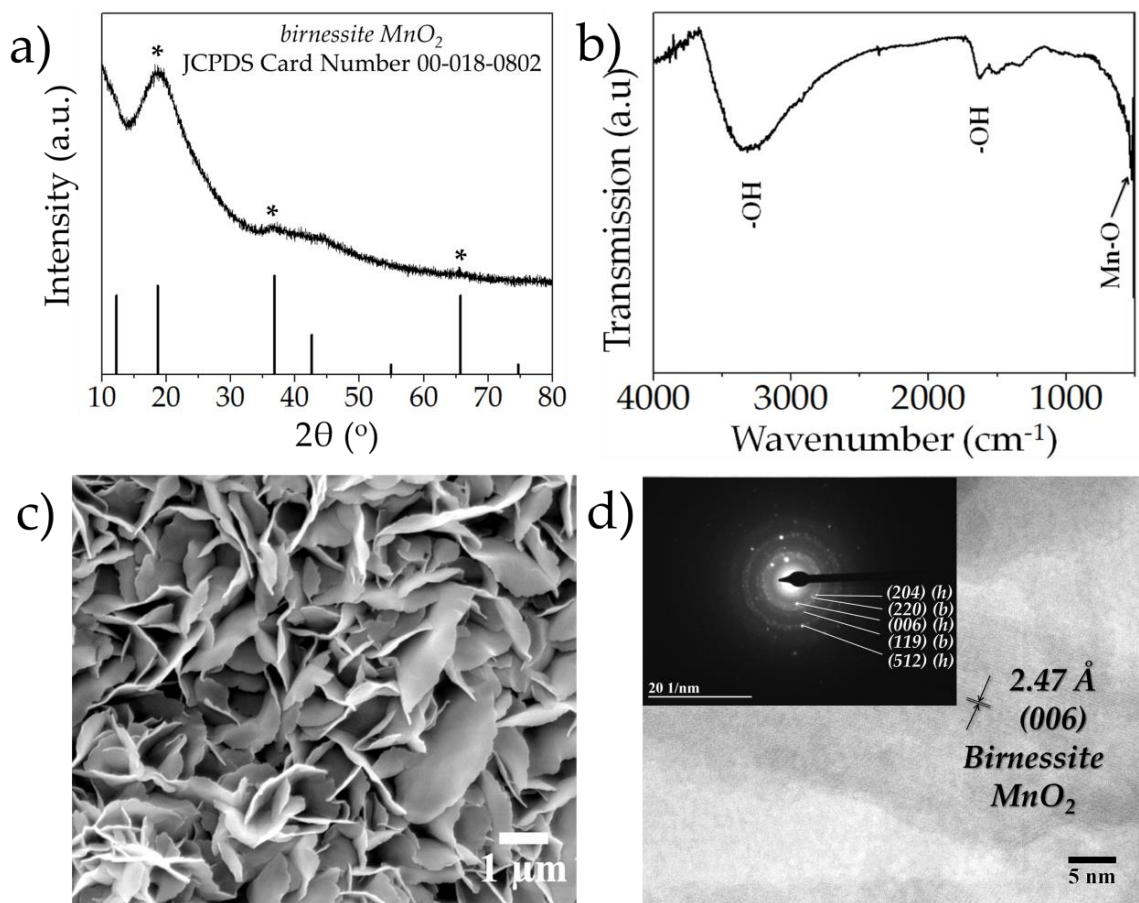 a)
*
birnessite MnO₂
JCPDS Card Number 00-018-0802
*
*
Intensity (a.u.)
10 20 30 40 50 60 70 80
2θ (º)
b)
Transmission (a.u)
-OH
-OH
Mn-O
4000 3000 2000 1000
Wavenumber (cm⁻¹)
c)
1 μm
d)
(204) (h)
(220) (b)
(006) (h)
(119) (b)
(512) (h)
20 1/nm
2.47 Å
(006)
Birnessite
MnO₂
5 nm